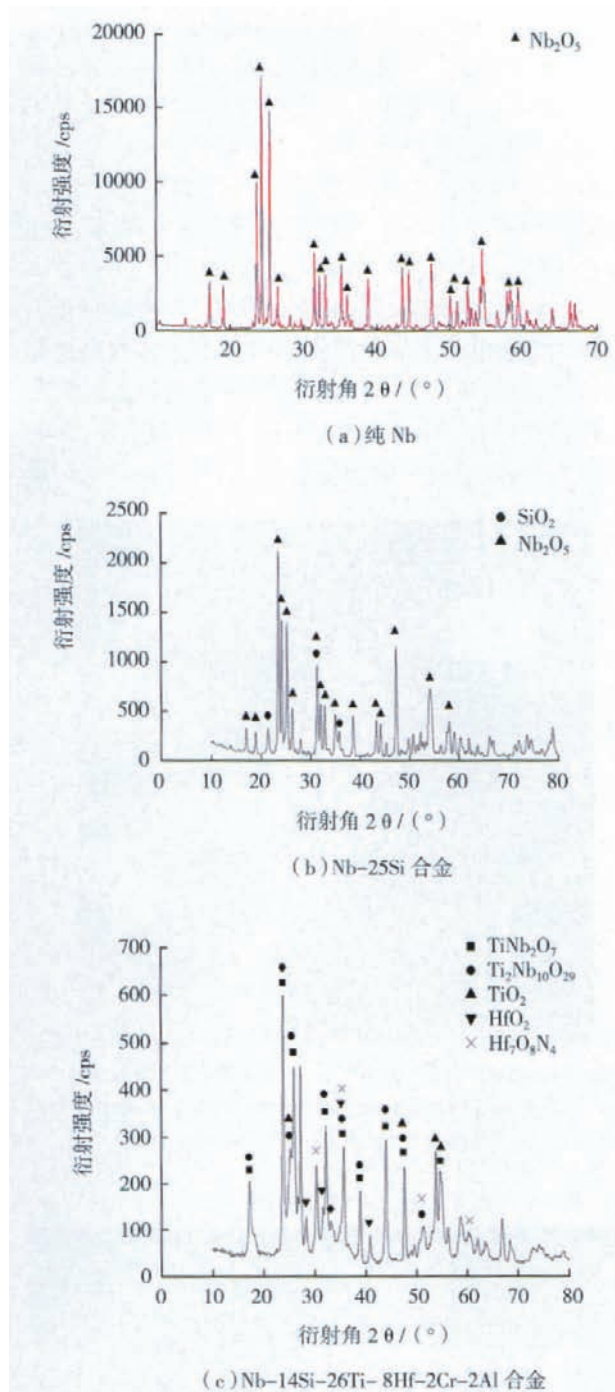 20000
▲ Nb₂O₅
15000
10000
5000
0
衍射强度 /cps
20 30 40 50 60 70
衍射角 2 θ / (°)
(a) 纯 Nb
2500
● SiO₂
▲ Nb₂O₅
2000
1500
1000
500
0
衍射强度 /cps
0 10 20 30 40 50 60 70 80
衍射角 2 θ / (°)
(b) Nb-25Si 合金
700
■ TiNb₂O₇
● Ti₂Nb₁₀O₂₉
▲ TiO₂
▼ HfO₂
× Hf₇O₈N₄
600
500
400
300
200
100
0
衍射强度 /cps
0 10 20 30 40 50 60 70 80
衍射角 2 θ / (°)
(c) Nb-14Si-26Ti-8Hf-2Cr-2Al 合金